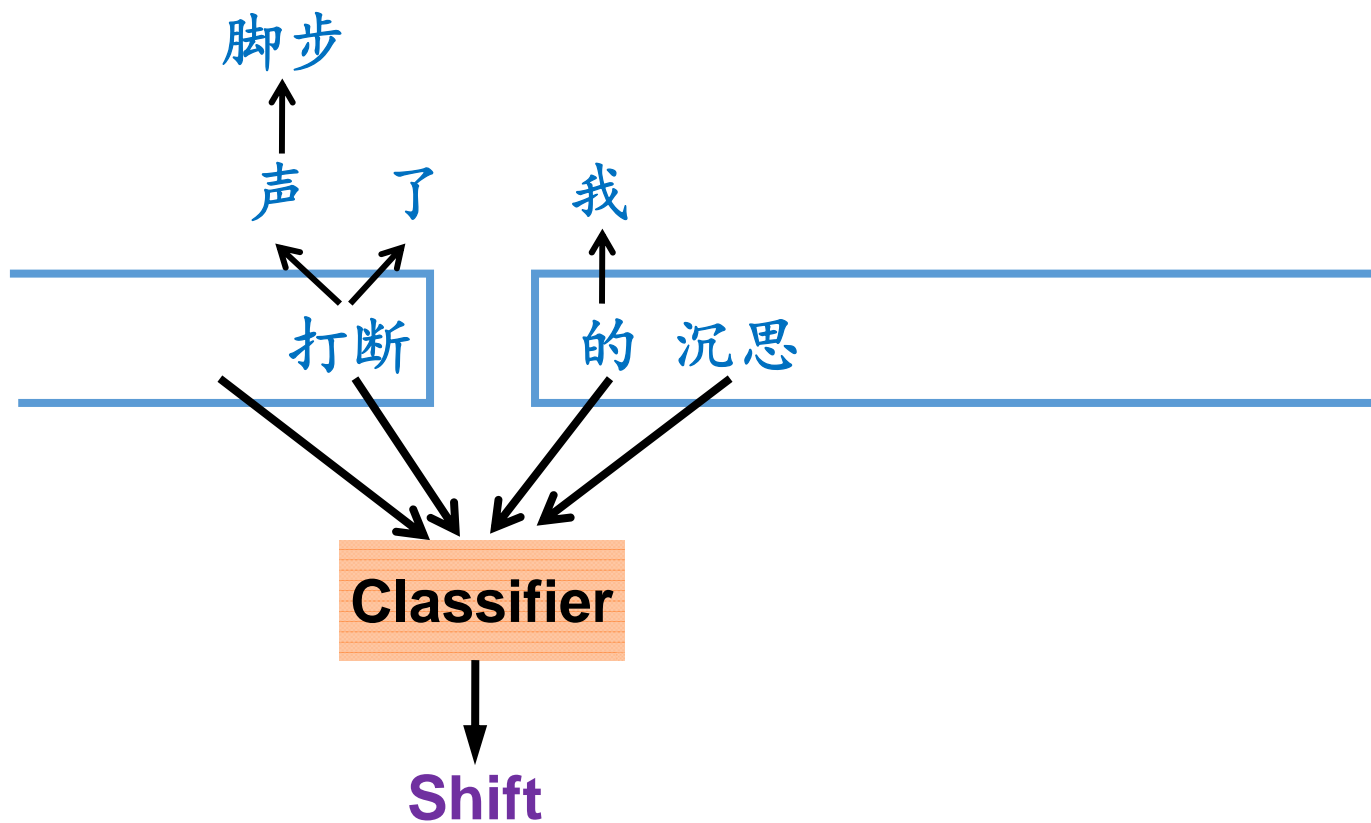 脚步
声 了 我
打断 的 沉思
Classifier
Shift